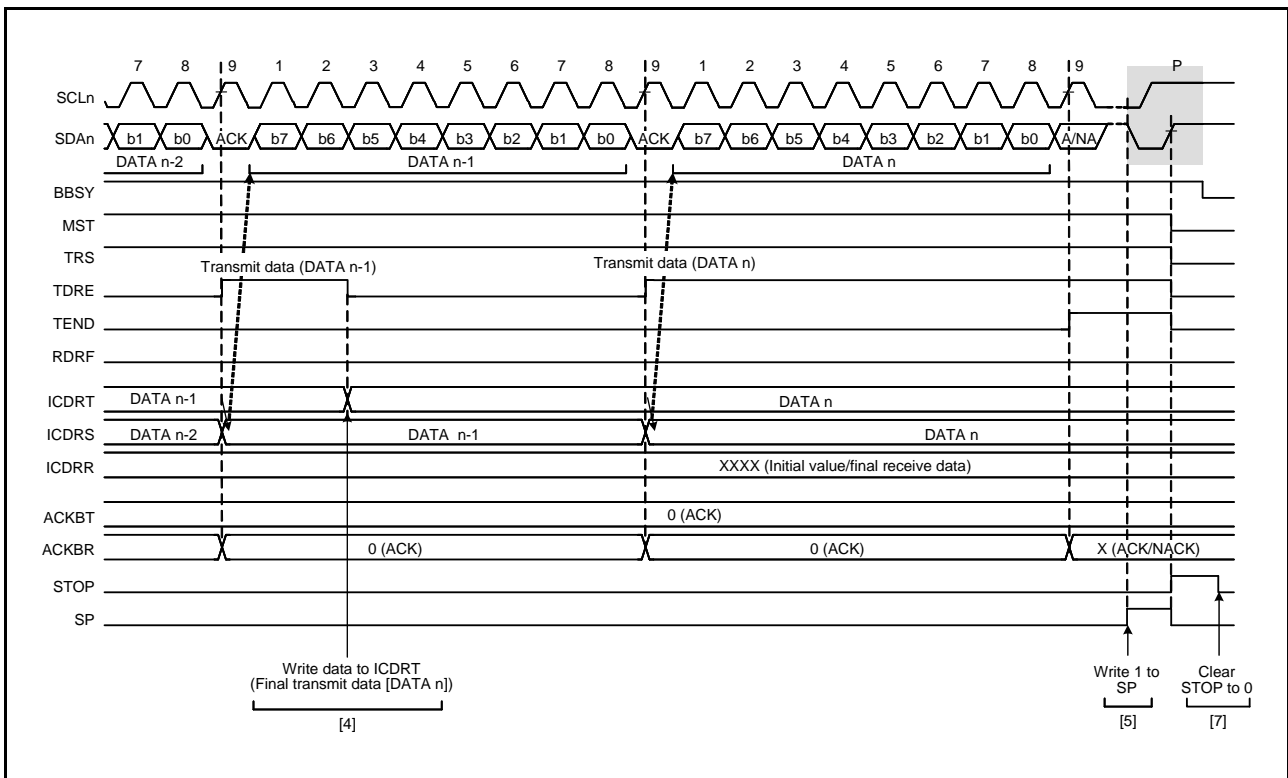 7 8 9 1 2 3 4 5 6 7 8 9 1 2 3 4 5 6 7 8 9 P
SCLn
SDAn b1 b0 ACK b7 b6 b5 b4 b3 b2 b1 b0 ACK b7 b6 b5 b4 b3 b2 b1 b0 A/NA
DATA n-2 DATA n-1 DATA n
BBSY
MST
TRS
Transmit data (DATA n-1) Transmit data (DATA n)
TDRE
TEND
RDRF
ICDRT DATA n-1 DATA n
ICDRS DATA n-2 DATA n-1 DATA n
ICDRR XXXX (Initial value/final receive data)
ACKBT 0 (ACK)
ACKBR 0 (ACK) 0 (ACK) X (ACK/NACK)
STOP
SP
Write data to ICDRT Write 1 to Clear
(Final transmit data [DATA n]) SP STOP to 0
[4] [5] [7]